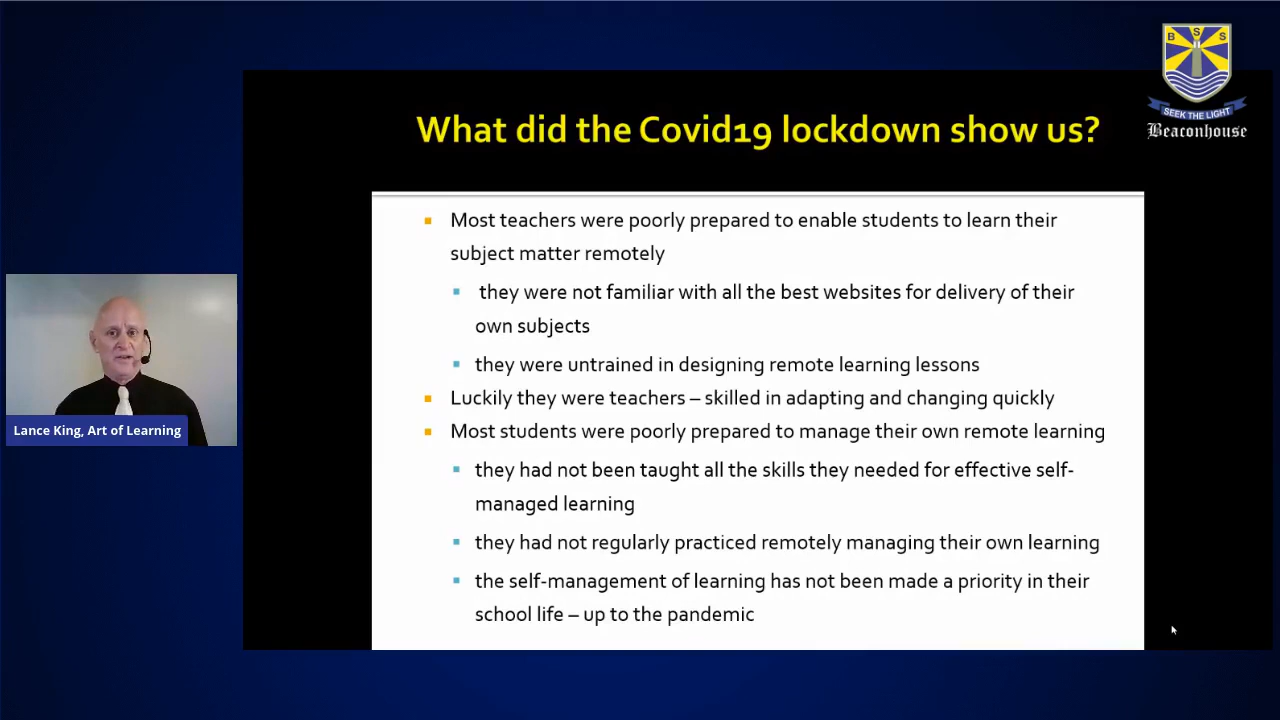 B S S
SEEK THE LIGHT
Beaconhouse
What did the Covid19 lockdown show us?
Most teachers were poorly prepared to enable students to learn their
subject matter remotely
they were not familiar with all the best websites for delivery of their
own subjects
they were untrained in designing remote learning lessons
Luckily they were teachers – skilled in adapting and changing quickly
Most students were poorly prepared to manage their own remote learning
they had not been taught all the skills they needed for effective self-
managed learning
they had not regularly practiced remotely managing their own learning
the self-management of learning has not been made a priority in their
school life – up to the pandemic
Lance King, Art of Learning